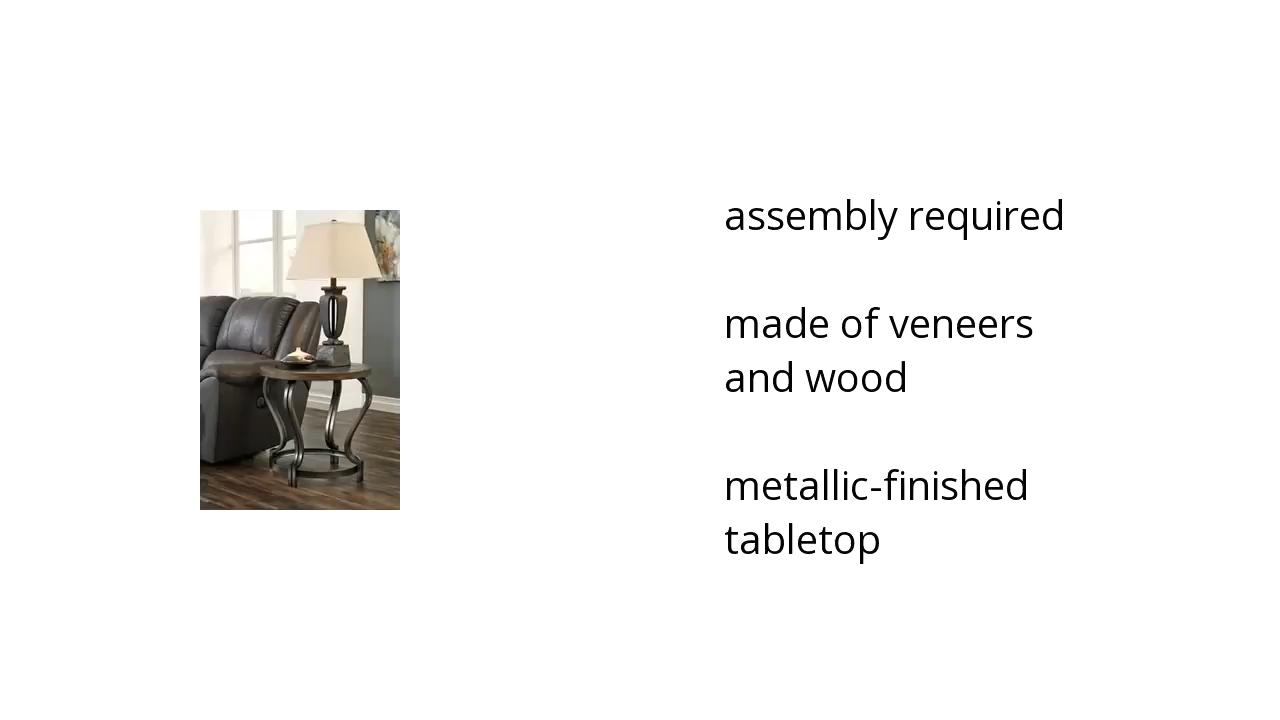 assembly required
made of veneers
and wood
metallic-finished
tabletop